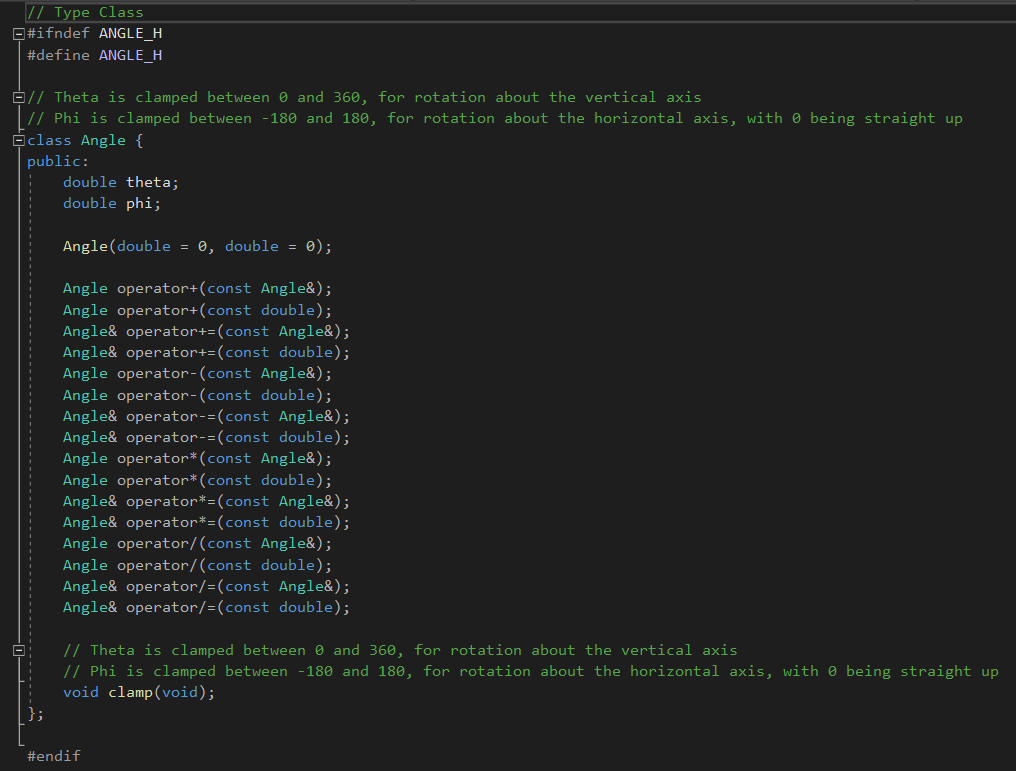 // Type Class
#ifndef ANGLE_H
#define ANGLE_H
// Theta is clamped between 0 and 360, for rotation about the vertical axis
// Phi is clamped between -180 and 180, for rotation about the horizontal axis, with 0 being straight up
class Angle {
public:
double theta;
double phi;
Angle(double = 0, double = 0);
Angle operator+(const Angle&);
Angle operator+(const double);
Angle& operator+=(const Angle&);
Angle& operator+=(const double);
Angle operator-(const Angle&);
Angle operator-(const double);
Angle& operator-=(const Angle&);
Angle& operator-=(const double);
Angle operator*(const Angle&);
Angle operator*(const double);
Angle& operator*=(const Angle&);
Angle& operator*=(const double);
Angle operator/(const Angle&);
Angle operator/(const double);
Angle& operator/=(const Angle&);
Angle& operator/=(const double);
// Theta is clamped between 0 and 360, for rotation about the vertical axis
// Phi is clamped between -180 and 180, for rotation about the horizontal axis, with 0 being straight up
void clamp(void);
};
#endif